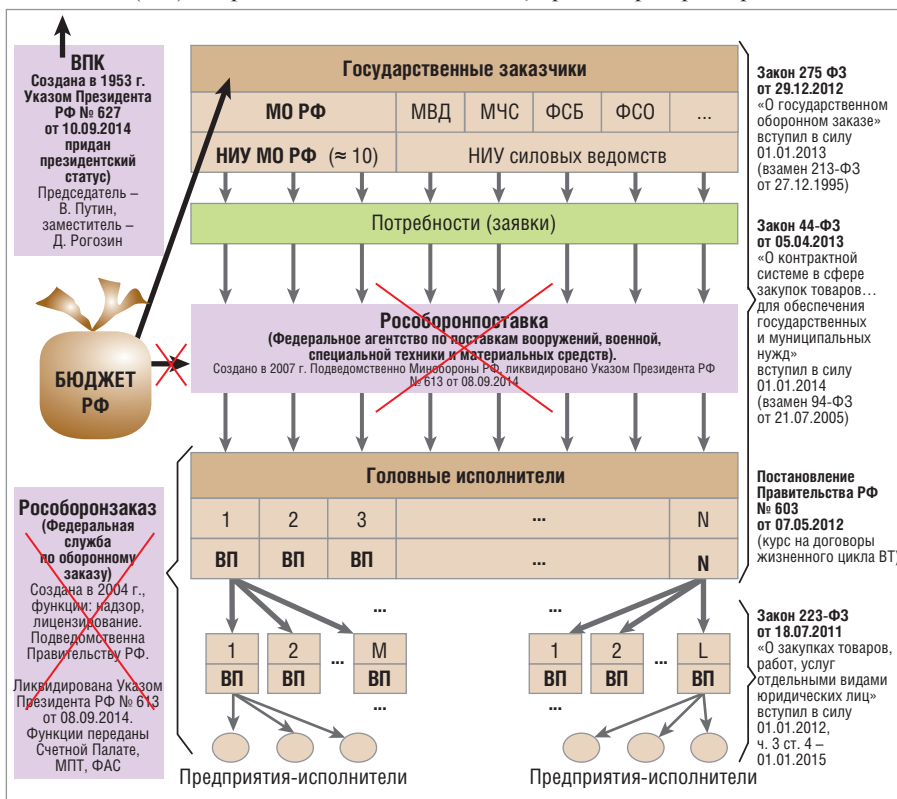 ВПК
Создана в 1953 г.
Указом Президента
РФ № 627
от 10.09.2014
придан
президентский
статус)
Председатель –
В. Путин,
заместитель –
Д. Рогозин
БЮДЖЕТ
РФ
Рособоронзаказ
(Федеральная
служба
по оборонному
заказу)
Создана в 2004 г.,
функции: надзор,
лицензирование.
Подведомственна
Правительству РФ.
Ликвидирована Указом
Президента РФ № 613
от 08.09.2014.
Функции переданы
Счетной Палате,
МПТ, ФАС
Государственные заказчики
МО РФ МВД МЧС ФСБ ФСО ...
НИУ МО РФ (≈ 10) НИУ силовых ведомств
Потребности (заявки)
Рособоронпоставка
(Федеральное агентство по поставкам вооружений, военной,
специальной техники и материальных средств).
Создано в 2007 г. Подведомственно Минобороны РФ, ликвидировано Указом Президента РФ
№ 613 от 08.09.2014
Головные исполнители
1 2 3 ... N
ВП ВП ВП ... N
... ...
1 2 ... M 1 2 ... L
ВП ВП ВП ВП ВП ВП
... ...
Предприятия-исполнители Предприятия-исполнители
Закон 275 ФЗ
от 29.12.2012
«О государственном
оборонном заказе»
вступил в силу
01.01.2013
(взамен 213-ФЗ
от 27.12.1995)
Закон 44-ФЗ
от 05.04.2013
«О контрактной
системе в сфере
закупок товаров…
для обеспечения
государственных
и муниципальных
нужд»
вступил в силу
01.01.2014
(взамен 94-ФЗ
от 21.07.2005)
Постановление
Правительства РФ
№ 603
от 07.05.2012
(курс на договоры
жизненного цикла ВТ)
Закон 223-ФЗ
от 18.07.2011
«О закупках товаров,
работ, услуг
отдельными видами
юридических лиц»
вступил в силу
01.01.2012,
ч. 3 ст. 4 –
01.01.2015